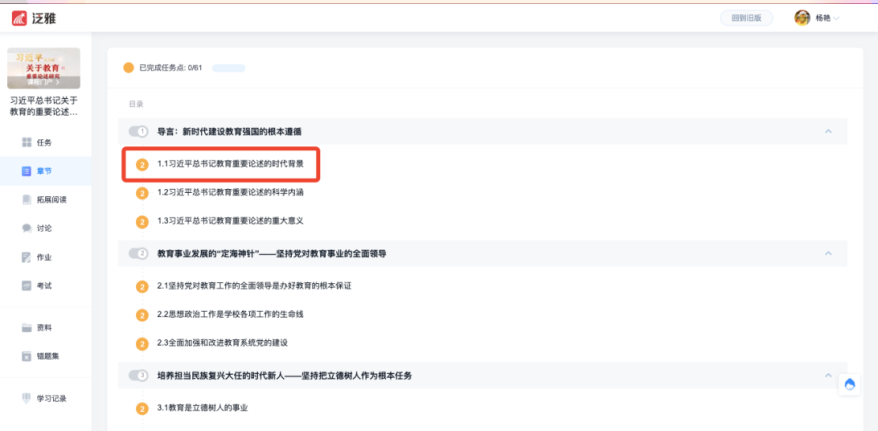 泛雅
回到旧版
杨艳
习近平
关于教育
重要论述研究
习近平总书记关于
教育的重要论述...
任务
章节
拓展阅读
讨论
作业
考试
资料
错题集
学习记录
已完成任务点: 0/61
目录
1 导言：新时代建设教育强国的根本遵循
2 1.1习近平总书记教育重要论述的时代背景
2 1.2习近平总书记教育重要论述的科学内涵
2 1.3习近平总书记教育重要论述的重大意义
2 教育事业发展的“定海神针”——坚持党对教育事业的全面领导
2 2.1坚持党对教育工作的全面领导是办好教育的根本保证
2 2.2思想政治工作是学校各项工作的生命线
2 2.3全面加强和改进教育系统党的建设
3 培养担当民族复兴大任的时代新人——坚持把立德树人作为根本任务
2 3.1教育是立德树人的事业